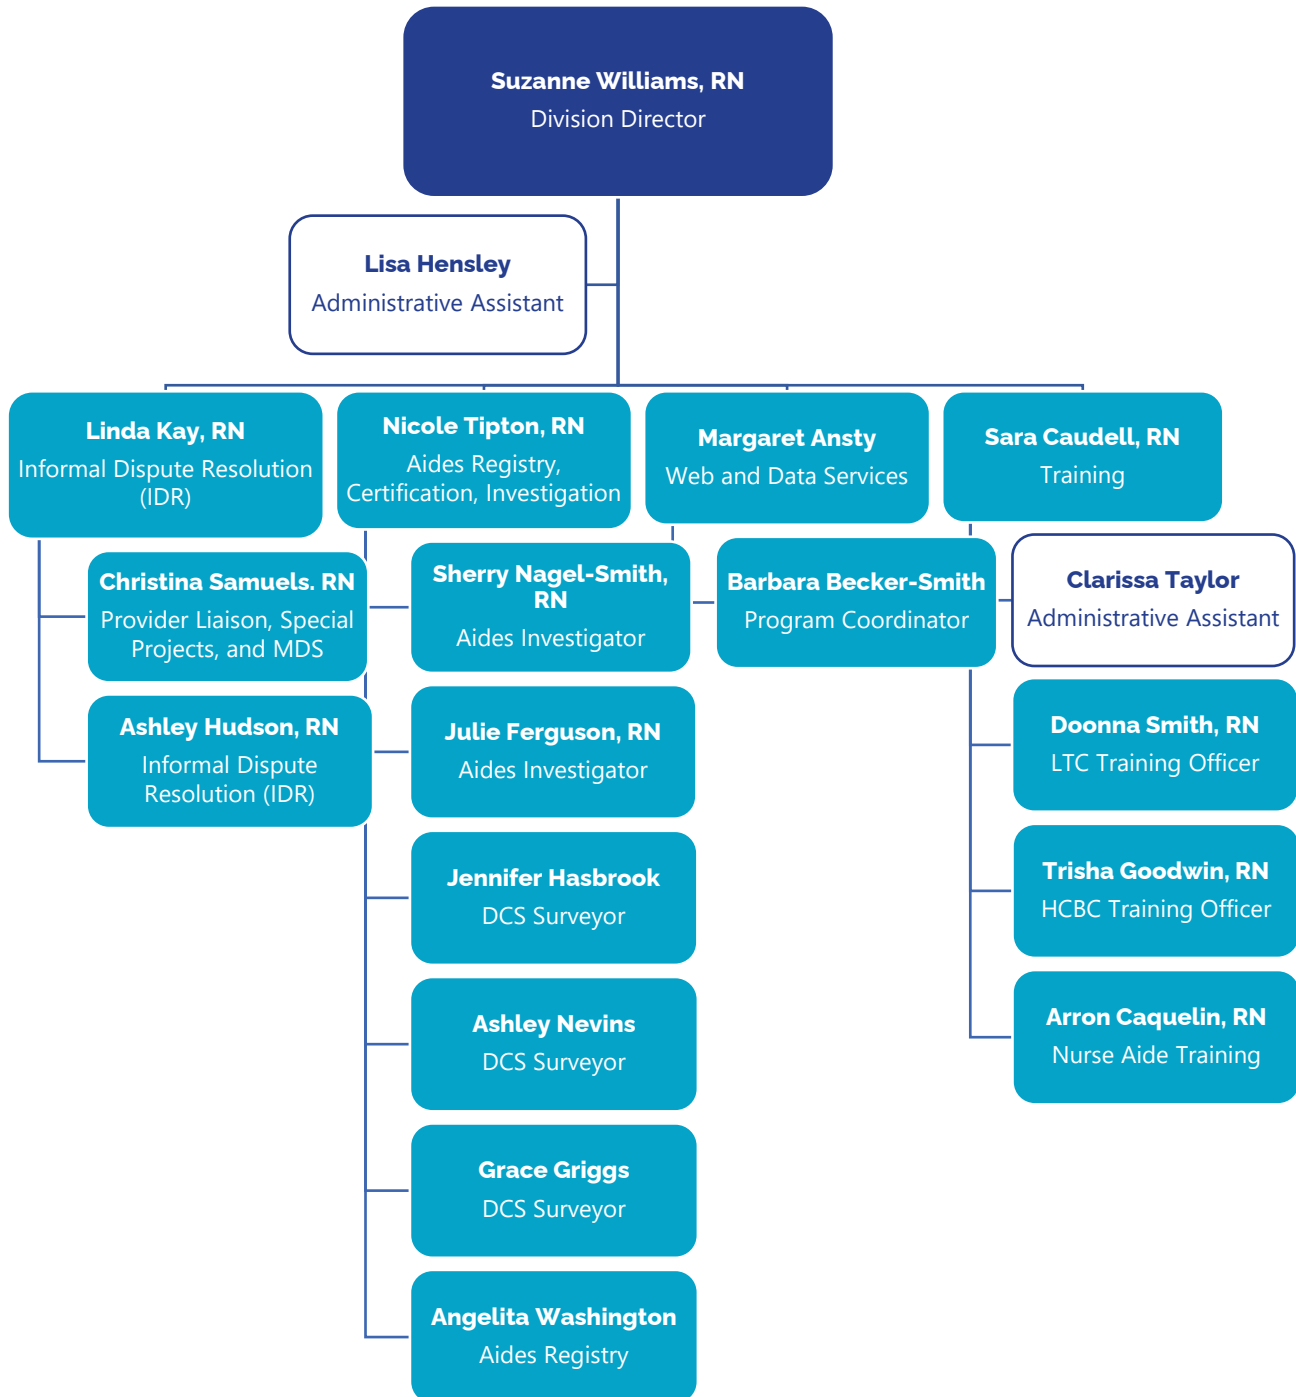 Suzanne Williams, RN
Division Director
Lisa Hensley
Administrative Assistant
Linda Kay, RN
Informal Dispute Resolution
(IDR)
Nicole Tipton, RN
Aides Registry,
Certification, Investigation
Margaret Ansty
Web and Data Services
Sara Caudell, RN
Training
Christina Samuels. RN
Provider Liaison, Special
Projects, and MDS
Ashley Hudson, RN
Informal Dispute
Resolution (IDR)
Sherry Nagel-Smith,
RN
Aides Investigator
Julie Ferguson, RN
Aides Investigator
Jennifer Hasbrook
DCS Surveyor
Ashley Nevins
DCS Surveyor
Grace Griggs
DCS Surveyor
Angelita Washington
Aides Registry
Barbara Becker-Smith
Program Coordinator
Clarissa Taylor
Administrative Assistant
Doonna Smith, RN
LTC Training Officer
Trisha Goodwin, RN
HCBC Training Officer
Arron Caquelin, RN
Nurse Aide Training